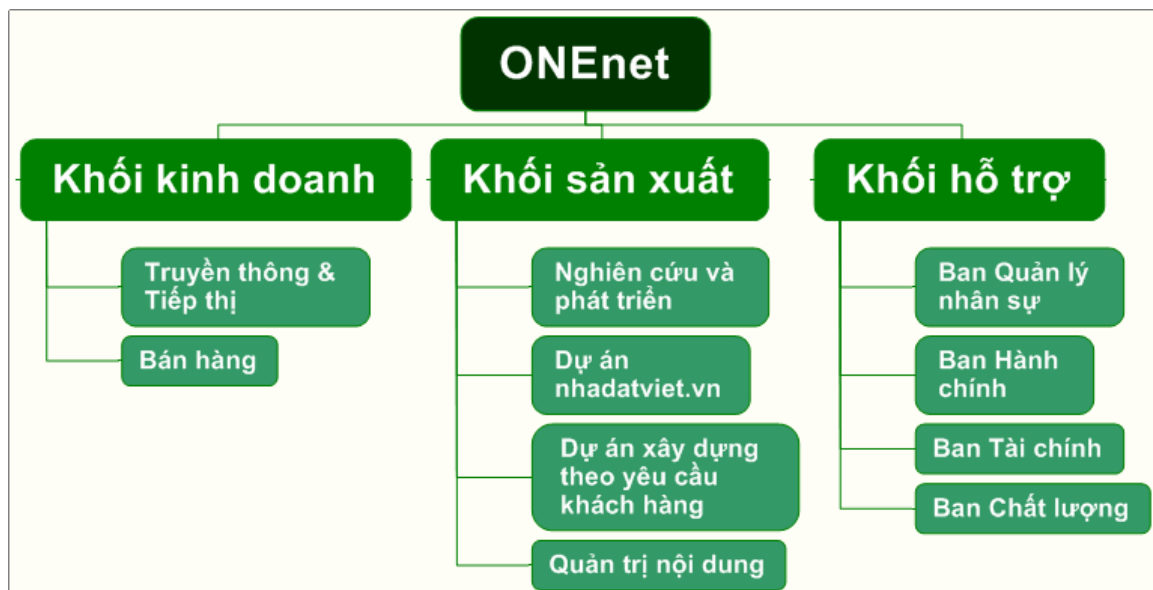 ONEnet
Khối kinh doanh
Truyền thông &
Tiếp thị
Bán hàng
Khối sản xuất
Nghiên cứu và
phát triển
Dự án
nhadatviet.vn
Dự án xây dựng
theo yêu cầu
khách hàng
Quản trị nội dung
Khối hỗ trợ
Ban Quản lý
nhân sự
Ban Hành
chính
Ban Tài chính
Ban Chất lượng